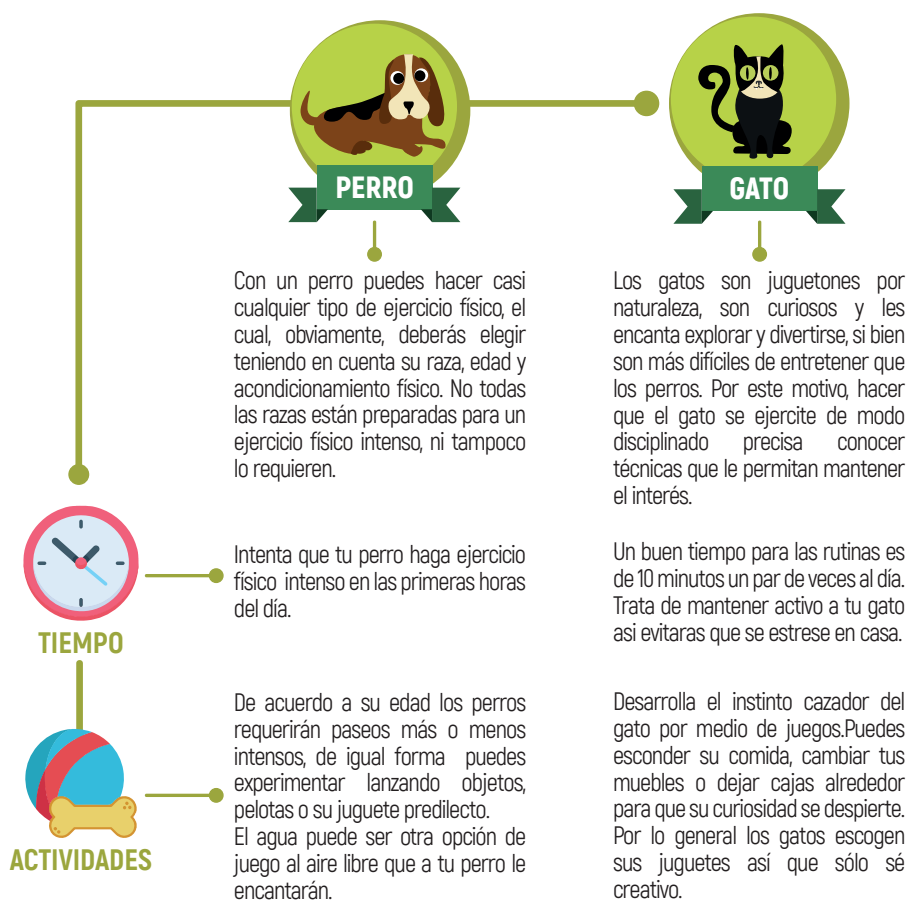 PERRO
GATO
Con un perro puedes hacer casi
cualquier tipo de ejercicio físico, el
cual, obviamente, deberás elegir
teniendo en cuenta su raza, edad y
acondicionamiento físico. No todas
las razas están preparadas para un
ejercicio físico intenso, ni tampoco
lo requieren.
Los gatos son juguetones por
naturaleza, son curiosos y les
encanta explorar y divertirse, si bien
son más difíciles de entretener que
los perros. Por este motivo, hacer
que el gato se ejercite de modo
disciplinado precisa conocer
técnicas que le permitan mantener
el interés.
TIEMPO
Intenta que tu perro haga ejercicio
físico intenso en las primeras horas
del día.
Un buen tiempo para las rutinas es
de 10 minutos un par de veces al día.
Trata de mantener activo a tu gato
asi evitaras que se estrese en casa.
ACTIVIDADES
De acuerdo a su edad los perros
requerirán paseos más o menos
intensos, de igual forma puedes
experimentar lanzando objetos,
pelotas o su juguete predilecto.
El agua puede ser otra opción de
juego al aire libre que a tu perro le
encantarán.
Desarrolla el instinto cazador del
gato por medio de juegos.Puedes
esconder su comida, cambiar tus
muebles o dejar cajas alrededor
para que su curiosidad se despierte.
Por lo general los gatos escogen
sus juguetes así que sólo sé
creativo.